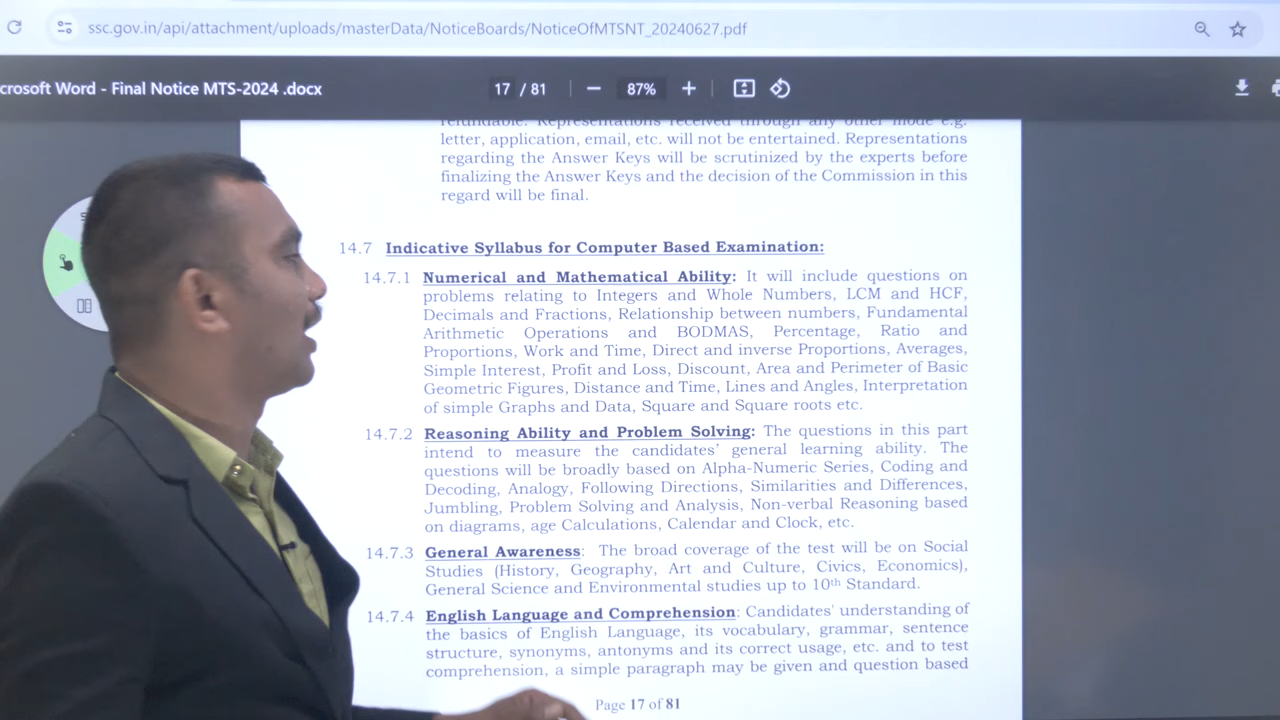 ssc.gov.in/api/attachment/uploads/masterData/NoticeBoards/NoticeOfMTSNT_20240627.pdf
crosoft Word - Final Notice MTS-2024 .docx
17 / 81
87%
refundable. Representations received through any other mode e.g.
letter, application, email, etc. will not be entertained. Representations
regarding the Answer Keys will be scrutinized by the experts before
finalizing the Answer Keys and the decision of the Commission in this
regard will be final.
14.7 Indicative Syllabus for Computer Based Examination:
14.7.1 Numerical and Mathematical Ability: It will include questions on
problems relating to Integers and Whole Numbers, LCM and HCF,
Decimals and Fractions, Relationship between numbers, Fundamental
Arithmetic Operations and BODMAS, Percentage, Ratio and
Proportions, Work and Time, Direct and inverse Proportions, Averages,
Simple Interest, Profit and Loss, Discount, Area and Perimeter of Basic
Geometric Figures, Distance and Time, Lines and Angles, Interpretation
of simple Graphs and Data, Square and Square roots etc.
14.7.2 Reasoning Ability and Problem Solving: The questions in this part
intend to measure the candidates' general learning ability. The
questions will be broadly based on Alpha-Numeric Series, Coding and
Decoding, Analogy, Following Directions, Similarities and Differences,
Jumbling, Problem Solving and Analysis, Non-verbal Reasoning based
on diagrams, age Calculations, Calendar and Clock, etc.
14.7.3 General Awareness: The broad coverage of the test will be on Social
Studies (History, Geography, Art and Culture, Civics, Economics),
General Science and Environmental studies up to 10th Standard.
14.7.4 English Language and Comprehension: Candidates' understanding of
the basics of English Language, its vocabulary, grammar, sentence
structure, synonyms, antonyms and its correct usage, etc. and to test
comprehension, a simple paragraph may be given and question based
Page 17 of 81